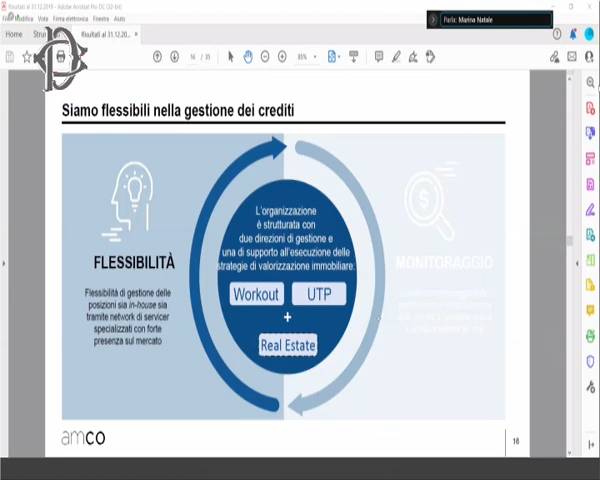 Risultati al 31.12.2019 - Adobe Acrobat Pro DC (32-bit)
File Modifica Vista Firma elettronica Finestra Aiuto
Parla: Marina Natale
Home
Risultati al 31.12.20... ×
16 / 35
85%
Siamo flessibili nella gestione dei crediti
L'organizzazione
è strutturata con
due direzioni di gestione e
una di supporto all'esecuzione delle
strategie di valorizzazione immobiliare:
Workout
UTP
+
Real Estate
FLESSIBILITÀ
Flessibilità di gestione delle
posizioni sia in-house sia
tramite network di servicer
specializzati con forte
presenza sul mercato
MONITORAGGIO
amco
16